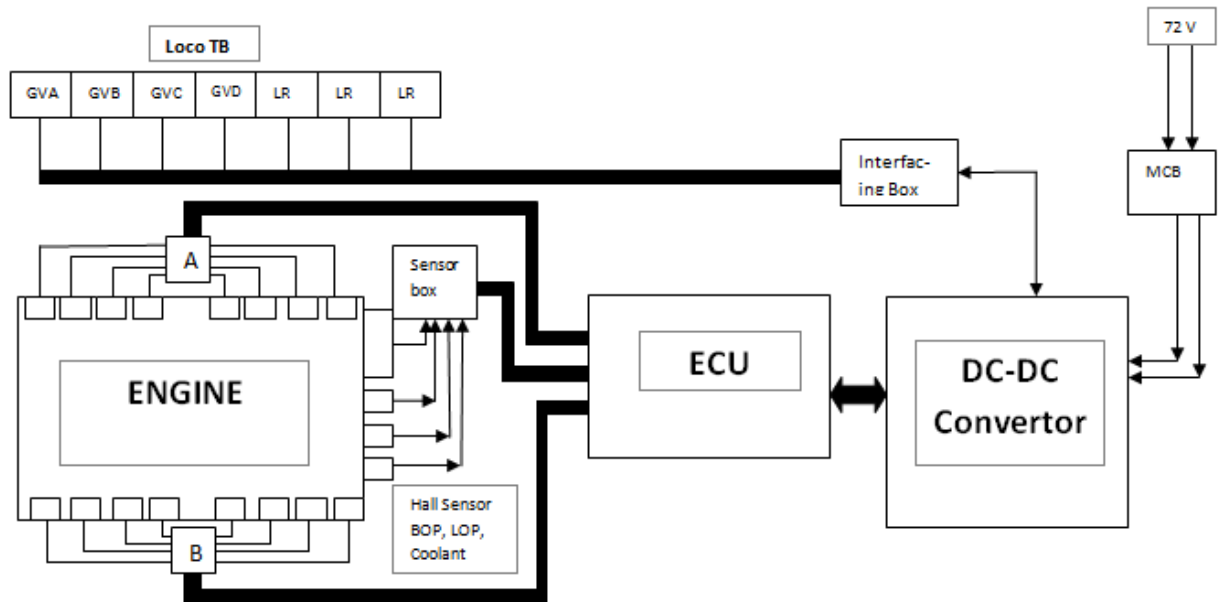 Loco TB
72 V
GVA GVB GVC GVD LR LR LR
Interfac-
ing Box
MCB
A
Sensor
box
ENGINE
ECU
DC-DC
Convertor
Hall Sensor
BOP, LOP,
Coolant
B